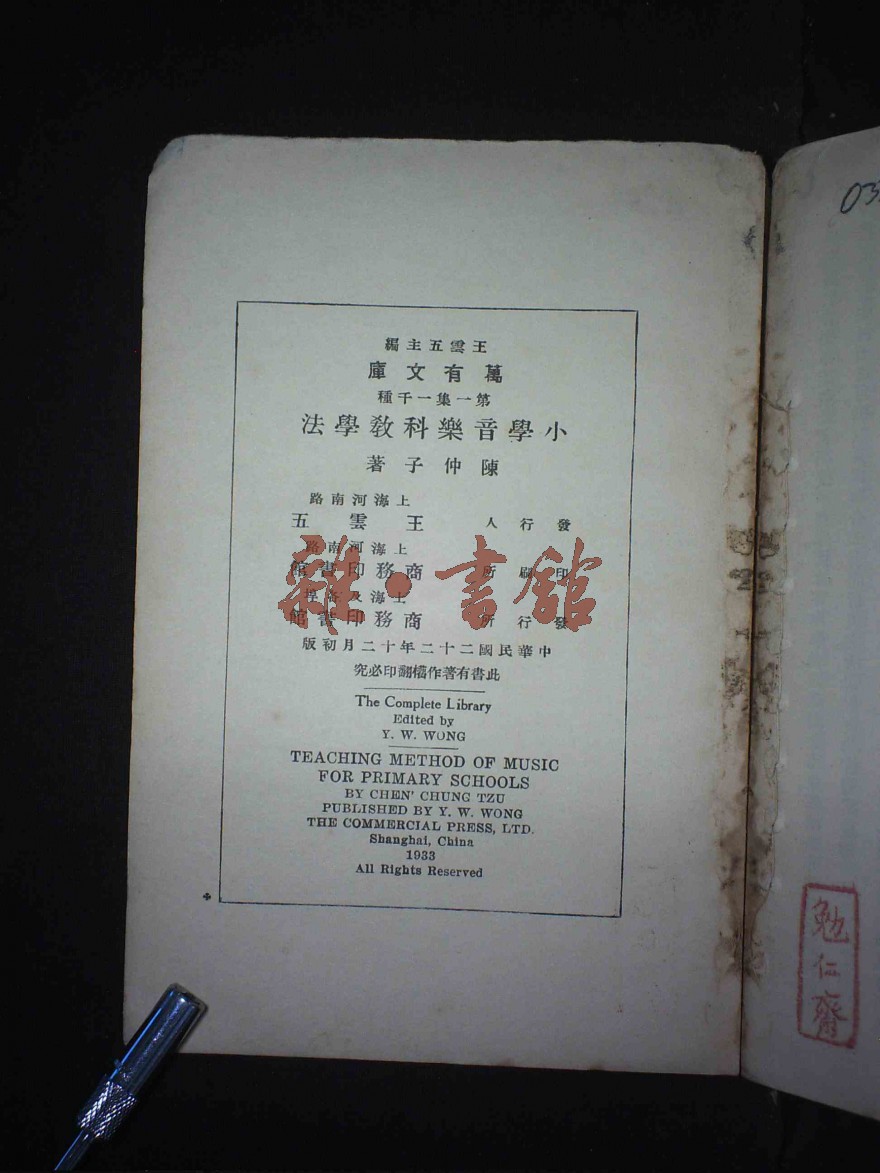 王雲五主編
萬有文庫
第一集一千種
小學音樂科教學法
陳仲子著
上海河南路
發行人 王雲五
上海河南路
印刷所 商務印書館
上海及各埠
發行所 商務印書館
中華民國二十二年十二月初版
此書有著作權翻印必究
The Complete Library
Edited by
Y. W. WONG
TEACHING METHOD OF MUSIC
FOR PRIMARY SCHOOLS
BY CHEN' CHUNG TZU
PUBLISHED BY Y. W. WONG
THE COMMERCIAL PRESS, LTD.
Shanghai, China
1933
All Rights Reserved
雜·書館
勉仁齋